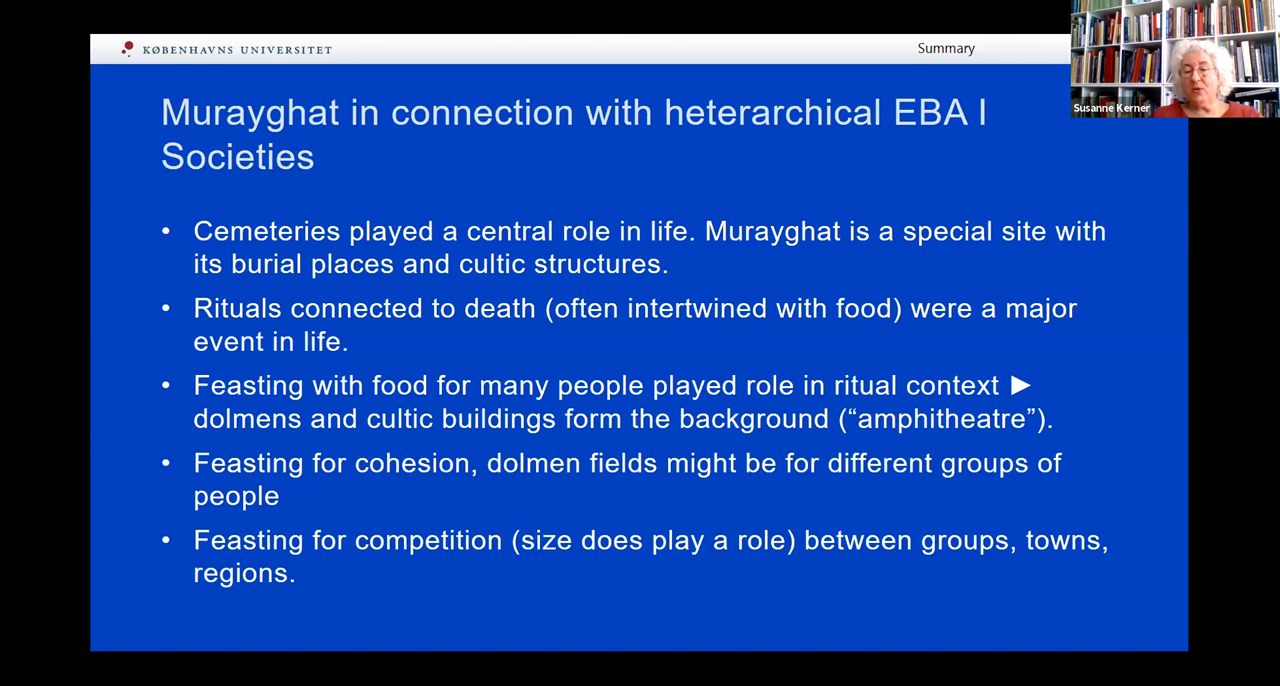 KØBENHAVNS UNIVERSITET
Summary
Susanne Kerner
Murayghat in connection with heterarchical EBA I
Societies
• Cemeteries played a central role in life. Murayghat is a special site with
its burial places and cultic structures.
• Rituals connected to death (often intertwined with food) were a major
event in life.
• Feasting with food for many people played role in ritual context ►
dolmens and cultic buildings form the background (“amphitheatre”).
• Feasting for cohesion, dolmen fields might be for different groups of
people
• Feasting for competition (size does play a role) between groups, towns,
regions.